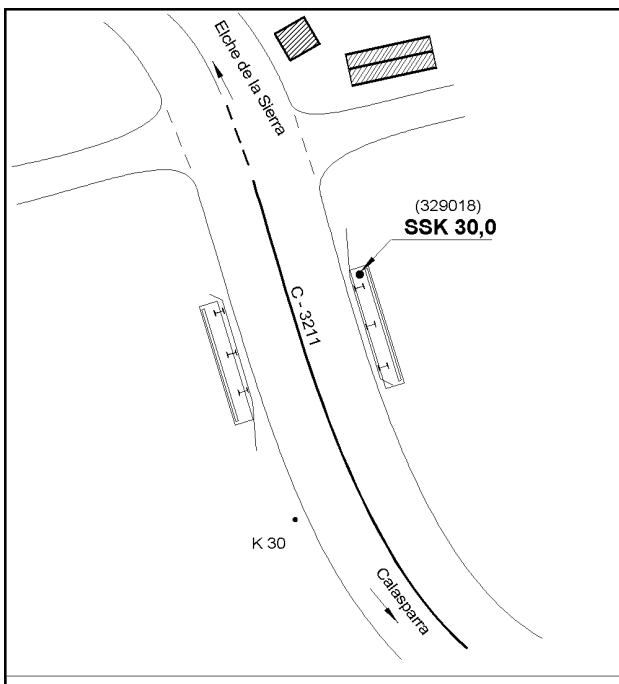 Elche de la Sierra
(329018)
SSK 30,0
C - 3211
K 30
Calasparra